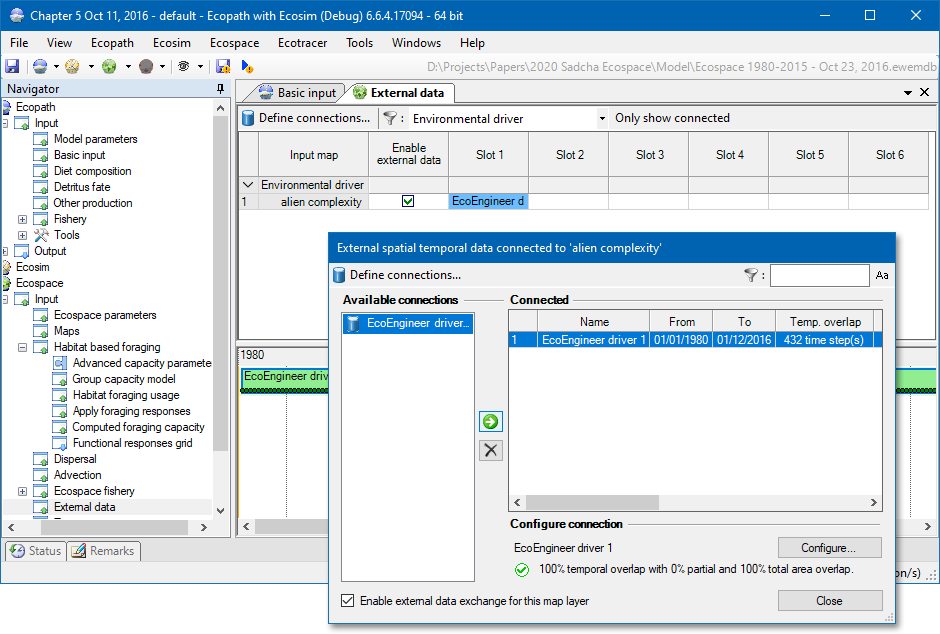 Chapter 5 Oct 11, 2016 - default - Ecopath with Ecosim (Debug) 6.6.4.17094 - 64 bit
File View Ecopath Ecosim Ecospace Ecotracer Tools Windows Help
D:\Projects\Papers\2020 Sadcha Ecospace\Model\Ecospace 1980-2015 - Oct 23, 2016.ewemdb
Navigator
Ecopath
Input
Model parameters
Basic input
Diet composition
Detritus fate
Other production
Fishery
Tools
Output
Ecosim
Ecospace
Input
Ecospace parameters
Maps
Habitat based foraging
Advanced capacity paramete
Group capacity model
Habitat foraging usage
Apply foraging responses
Computed foraging capacity
Functional responses grid
Dispersal
Advection
Ecospace fishery
External data
Status Remarks
Basic input External data
Define connections... : Environmental driver Only show connected
Input map Enable external data Slot 1 Slot 2 Slot 3 Slot 4 Slot 5 Slot 6
Environmental driver
1 alien complexity EcoEngineer d
1980
EcoEngineer driv
on/s)
External spatial temporal data connected to 'alien complexity'
Define connections... : Aa
Available connections
EcoEngineer driver...
Connected
Name From To Temp. overlap
1 EcoEngineer driver 1 01/01/1980 01/12/2016 432 time step(s)
Configure connection
EcoEngineer driver 1 Configure...
100% temporal overlap with 0% partial and 100% total area overlap.
Enable external data exchange for this map layer Close